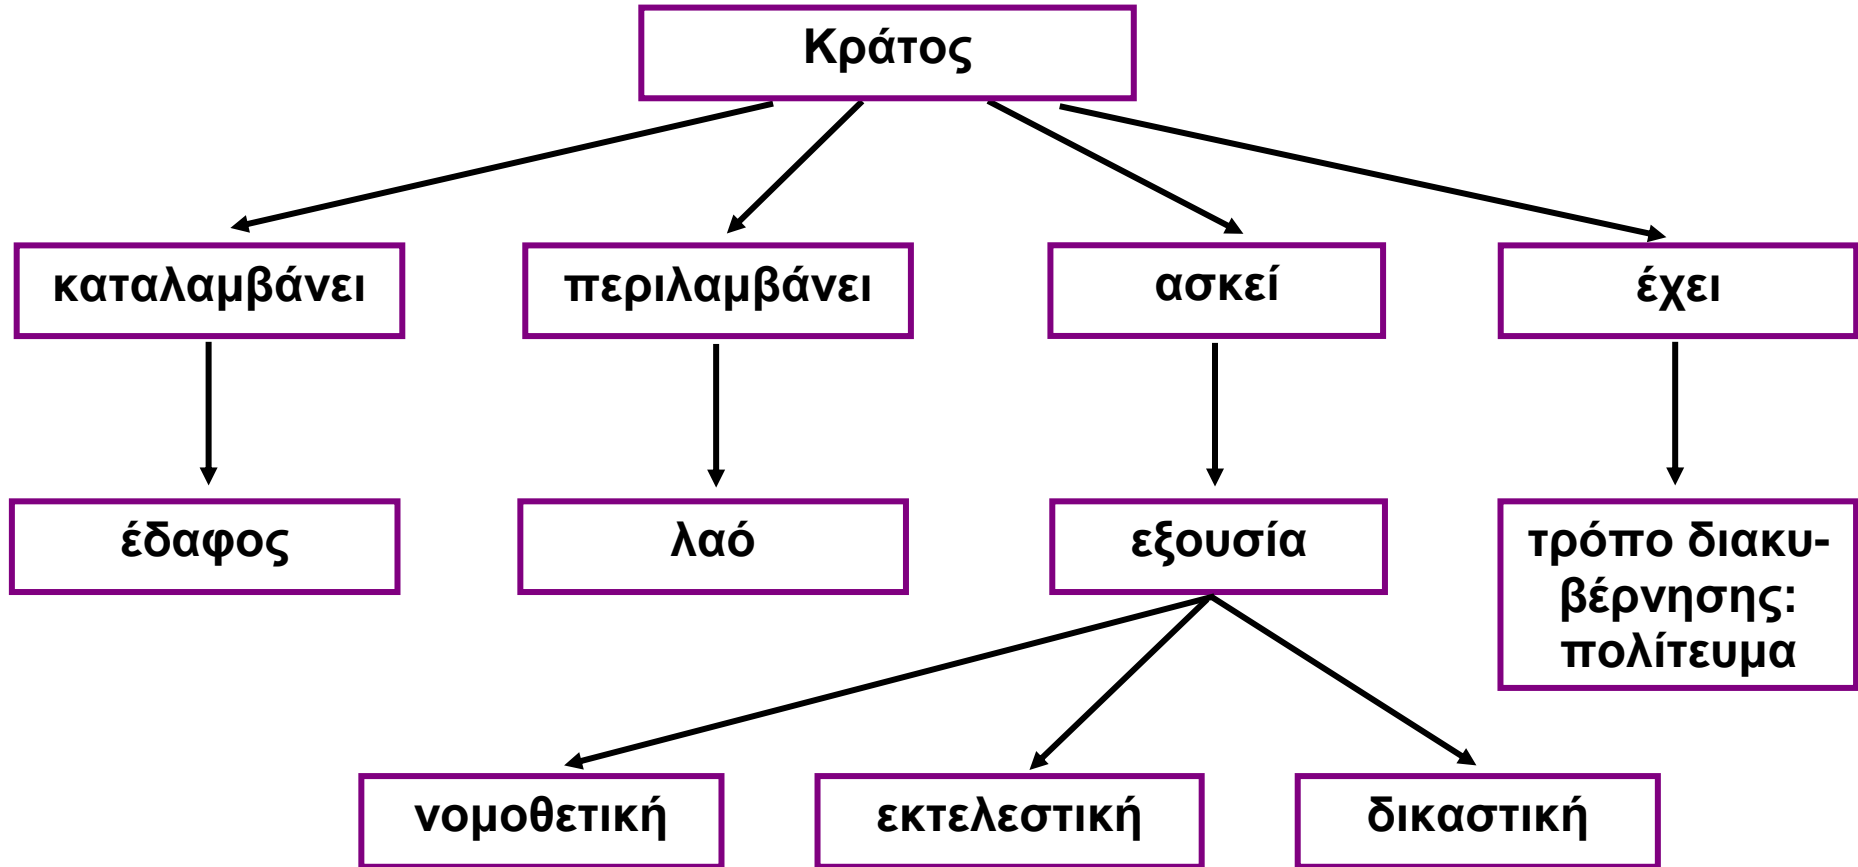 Κράτος
καταλαμβάνει
περιλαμβάνει
ασκεί
έχει
έδαφος
λαό
εξουσία
τρόπο διακυ-
βέρνησης:
πολίτευμα
νομοθετική
εκτελεστική
δικαστική